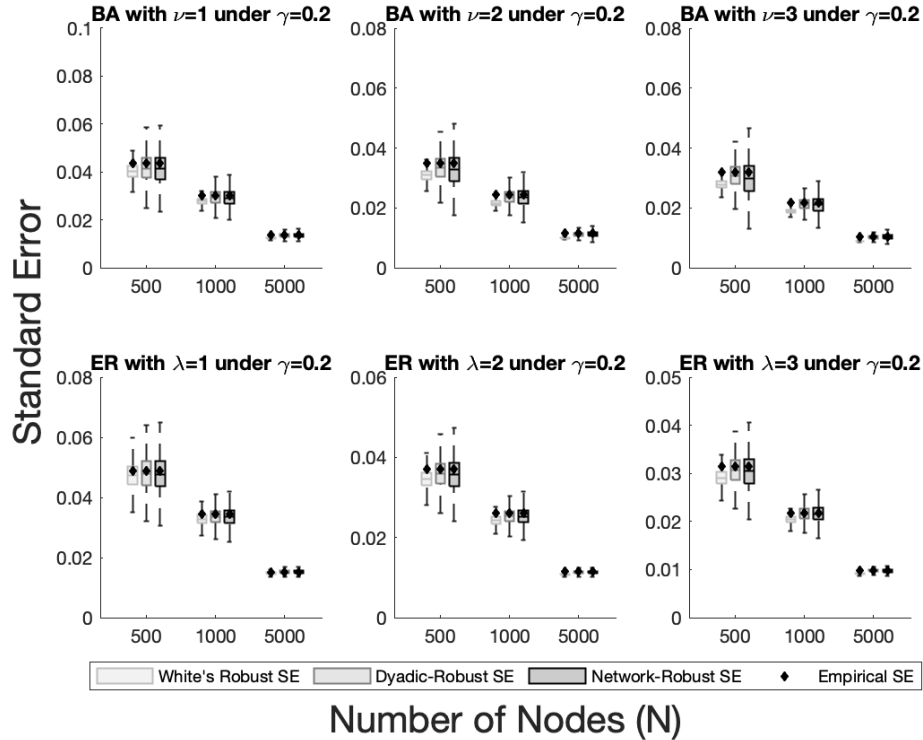 BA with ν=1 under γ=0.2
BA with ν=2 under γ=0.2
BA with ν=3 under γ=0.2
0.1
0.08
0.06
0.04
0.02
0
500 1000 5000
0.08
0.06
0.04
0.02
0
500 1000 5000
0.08
0.06
0.04
0.02
0
500 1000 5000
Standard Error
ER with λ=1 under γ=0.2
ER with λ=2 under γ=0.2
ER with λ=3 under γ=0.2
0.08
0.06
0.04
0.02
0
500 1000 5000
0.06
0.04
0.02
0
500 1000 5000
0.05
0.04
0.03
0.02
0.01
0
500 1000 5000
White's Robust SE Dyadic-Robust SE Network-Robust SE Empirical SE
Number of Nodes (N)